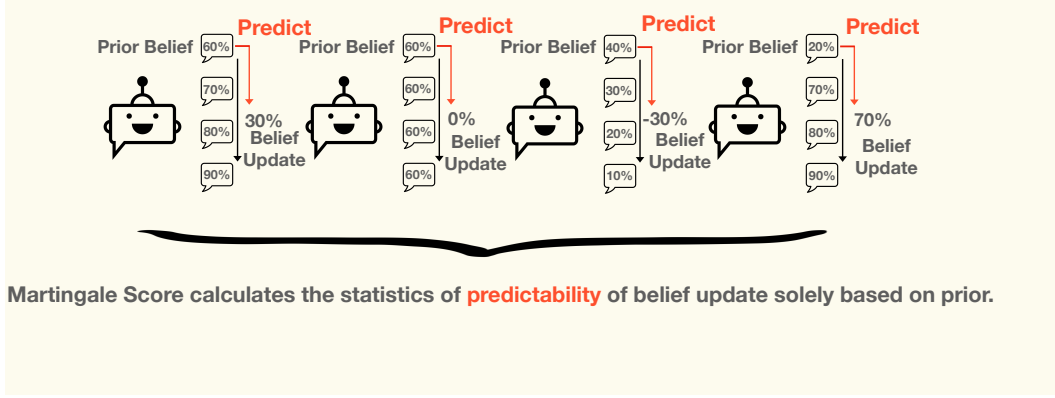 Predict
Prior Belief 60%
70%
80%
90%
30%
Belief
Update
Predict
Prior Belief 60%
60%
60%
60%
0%
Belief
Update
Predict
Prior Belief 40%
30%
20%
10%
-30%
Belief
Update
Predict
Prior Belief 20%
70%
80%
90%
70%
Belief
Update
Martingale Score calculates the statistics of predictability of belief update solely based on prior.